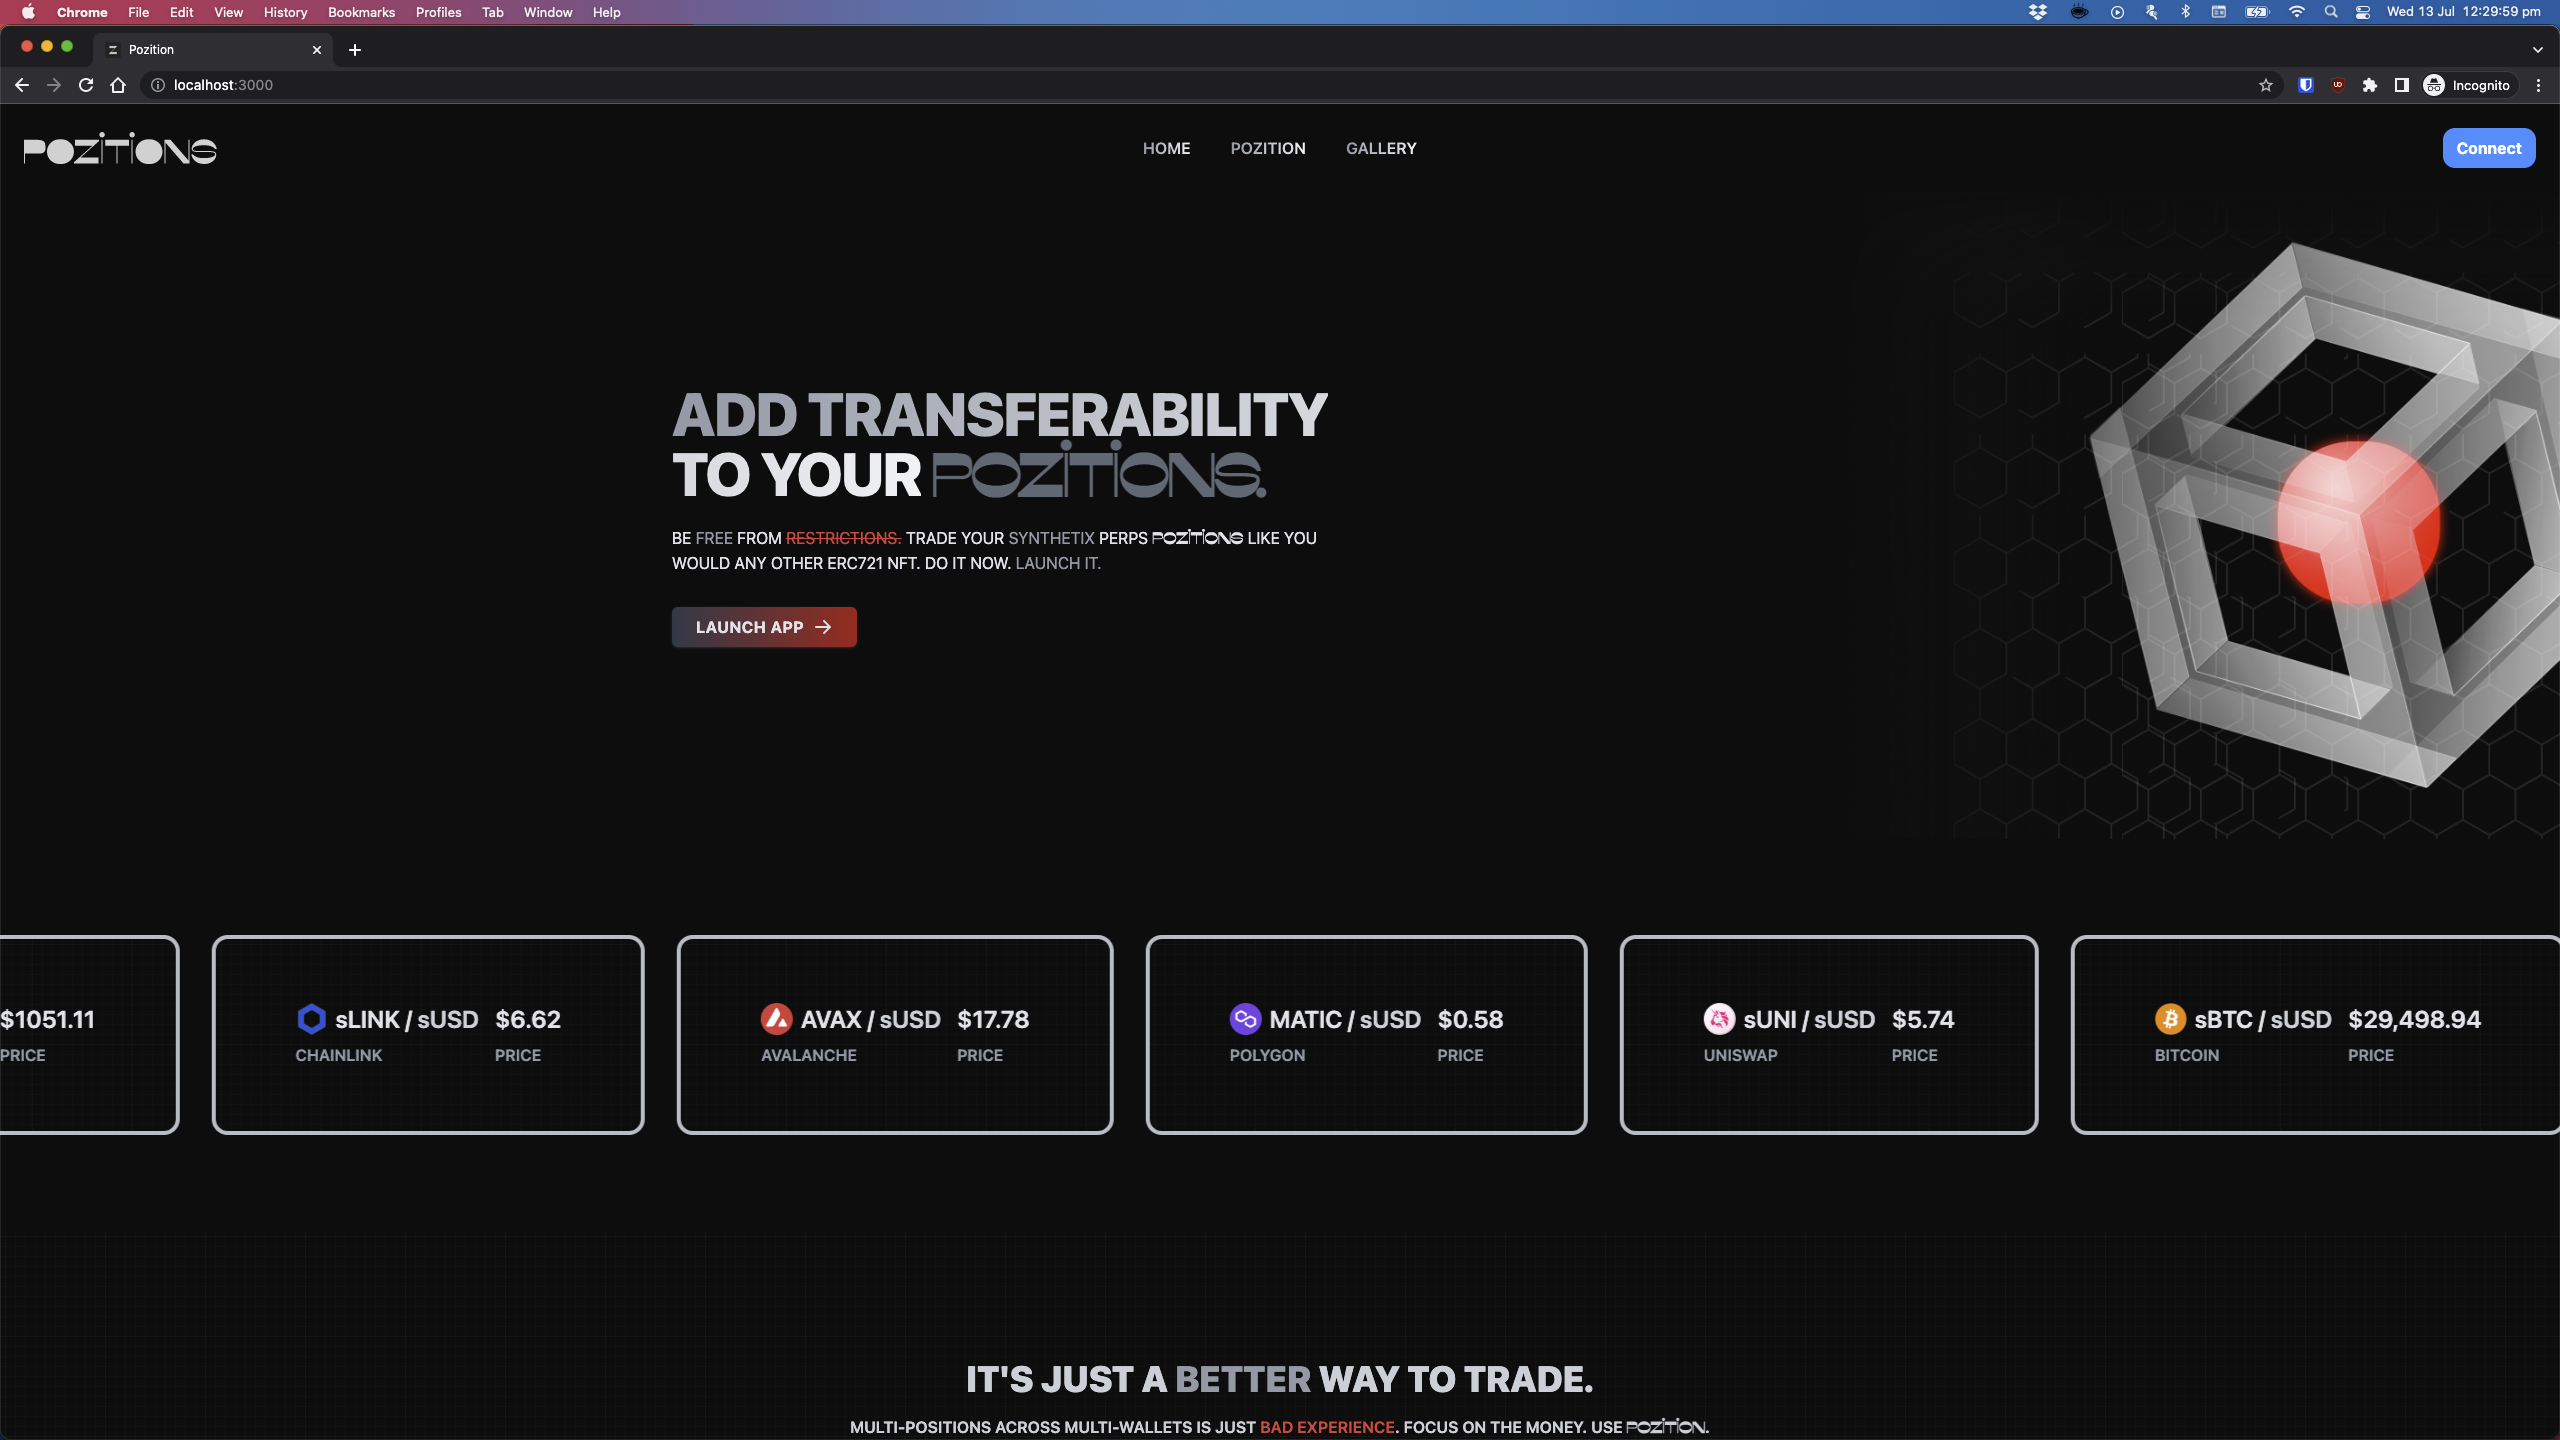 Chrome File Edit View History Bookmarks Profiles Tab Window Help
Wed 13 Jul 12:29:59 pm
Pozition
localhost:3000
Incognito
POZITIONS
HOME POZITION GALLERY
Connect
ADD TRANSFERABILITY
TO YOUR POZITIONS.
BE FREE FROM RESTRICTIONS. TRADE YOUR SYNTHETIX PERPS POZITIONS LIKE YOU
WOULD ANY OTHER ERC721 NFT. DO IT NOW. LAUNCH IT.
LAUNCH APP
$1051.11
PRICE
sLINK / sUSD $6.62
CHAINLINK PRICE
AVAX / sUSD $17.78
AVALANCHE PRICE
MATIC / sUSD $0.58
POLYGON PRICE
sUNI / sUSD $5.74
UNISWAP PRICE
sBTC / sUSD $29,498.94
BITCOIN PRICE
IT'S JUST A BETTER WAY TO TRADE.
MULTI-POSITIONS ACROSS MULTI-WALLETS IS JUST BAD EXPERIENCE. FOCUS ON THE MONEY. USE POZITION.